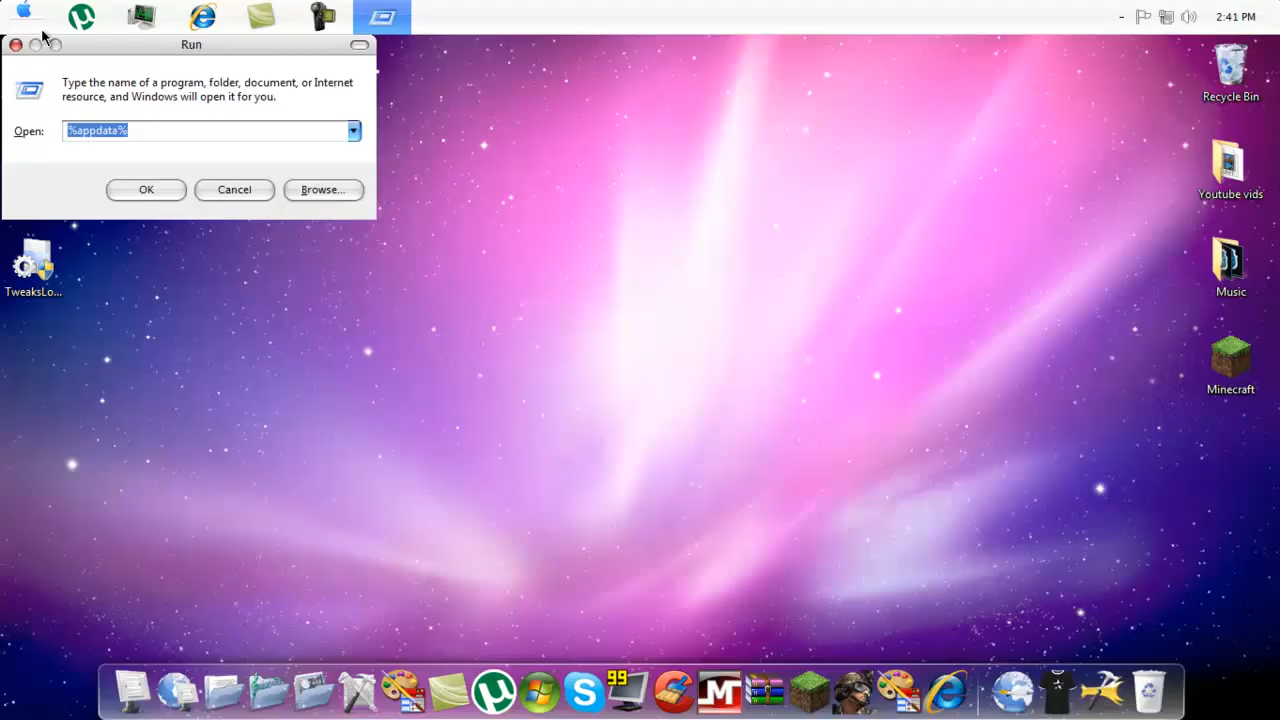 2:41 PM
Run
Type the name of a program, folder, document, or Internet
resource, and Windows will open it for you.
Open:
%appdata%
OK
Cancel
Browse...
Recycle Bin
Youtube vids
Music
Minecraft
TweaksLo...
99